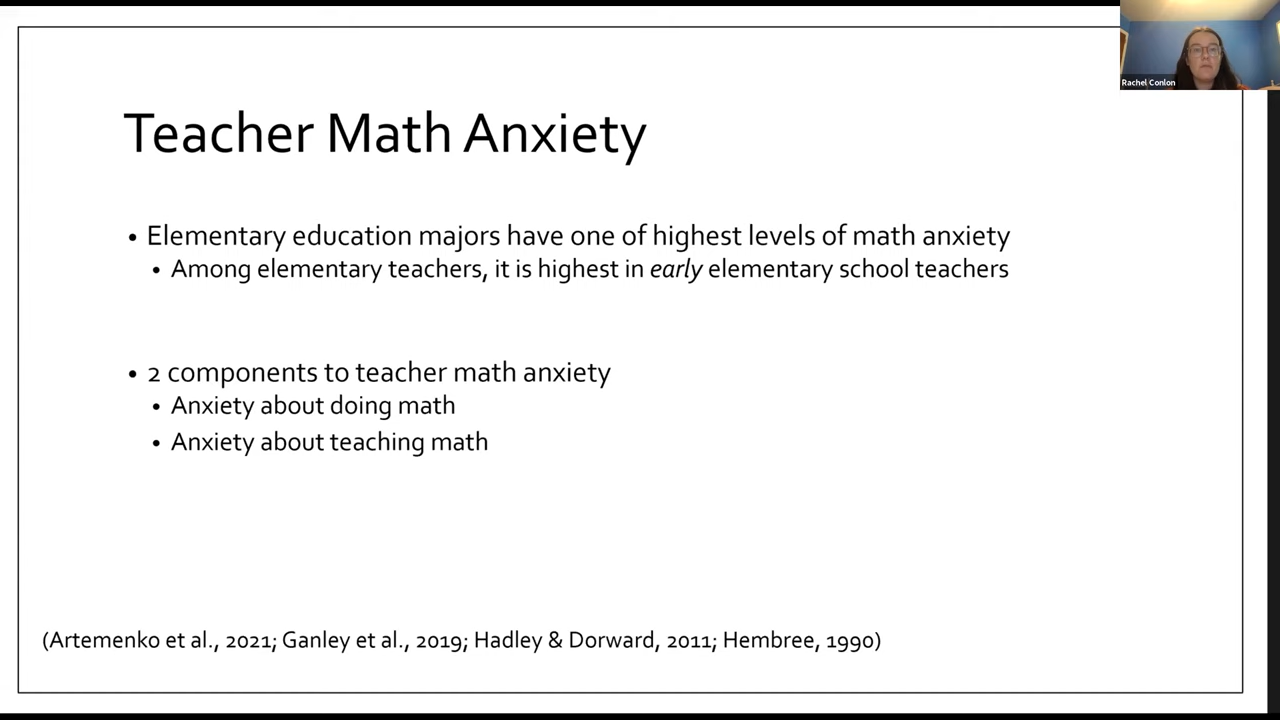 Rachel Conlon
Teacher Math Anxiety
• Elementary education majors have one of highest levels of math anxiety
• Among elementary teachers, it is highest in early elementary school teachers
• 2 components to teacher math anxiety
• Anxiety about doing math
• Anxiety about teaching math
(Artemenko et al., 2021; Ganley et al., 2019; Hadley & Dorward, 2011; Hembree, 1990)